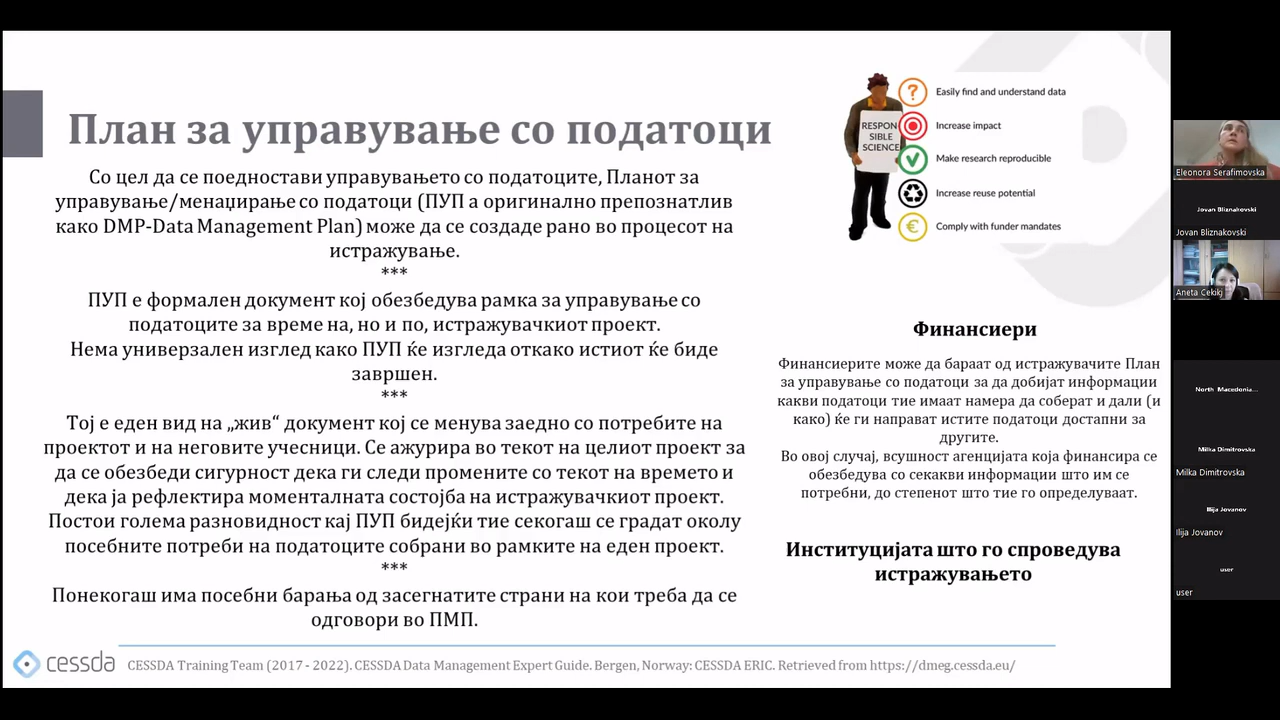 План за управување со податоци
Со цел да се поедностави управувањето со податоците, Планот за
управување/менаџирање со податоци (ПУП а оригинално препознатлив
како DMP-Data Management Plan) може да се создаде рано во процесот на
истражување.
***
ПУП е формален документ кој обезбедува рамка за управување со
податоците за време на, но и по, истражувачкиот проект.
Нема универзален изглед како ПУП ќе изгледа откако истиот ќе биде
завршен.
***
Тој е еден вид на „жив“ документ кој се менува заедно со потребите на
проектот и на неговите учесници. Се ажурира во текот на целиот проект за
да се обезбеди сигурност дека ги следи промените со текот на времето и
дека ја рефлектира моменталната состојба на истражувачкиот проект.
Постои голема разновидност кај ПУП бидејќи тие секогаш се градат околу
посебните потреби на податоците собрани во рамките на еден проект.
***
Понекогаш има посебни барања од засегнатите страни на кои треба да се
одговори во ПМП.
RESPON
SIBLE
SCIENCE
Easily find and understand data
Increase impact
Make research reproducible
Increase reuse potential
Comply with funder mandates
Финансиери
Финансиерите може да бараат од истражувачите План
за управување со податоци за да добијат информации
какви податоци тие имаат намера да соберат и дали (и
како) ќе ги направат истите податоци достапни за
другите.
Во овој случај, всушност агенцијата која финансира се
обезбедува со секакви информации што им се
потребни, до степенот што тие го определуваат.
Институцијата што го спроведува
истражувањето
cessda
CESSDA Training Team (2017 - 2022). CESSDA Data Management Expert Guide. Bergen, Norway: CESSDA ERIC. Retrieved from https://dmeg.cessda.eu/
Eleonora Serafimovska
Jovan Bliznakovski
Jovan Bliznakovski
Aneta Cekikj
North Macedonia...
Milka Dimitrovska
Milka Dimitrovska
Ilija Jovanov
Ilija Jovanov
user
user